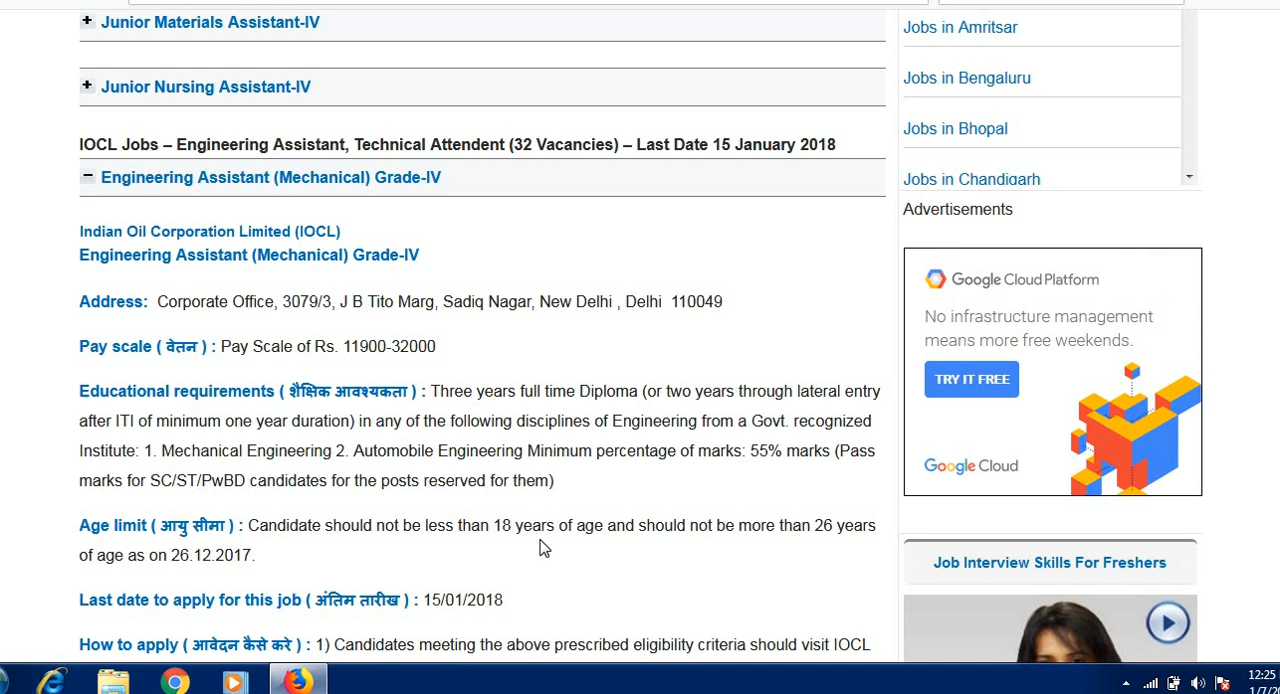 Junior Materials Assistant-IV
Junior Nursing Assistant-IV
IOCL Jobs – Engineering Assistant, Technical Attendent (32 Vacancies) – Last Date 15 January 2018
Engineering Assistant (Mechanical) Grade-IV
Indian Oil Corporation Limited (IOCL)
Engineering Assistant (Mechanical) Grade-IV
Address: Corporate Office, 3079/3, J B Tito Marg, Sadiq Nagar, New Delhi , Delhi 110049
Pay scale ( वेतन ) : Pay Scale of Rs. 11900-32000
Educational requirements ( शैक्षिक आवश्यकता ) : Three years full time Diploma (or two years through lateral entry
after ITI of minimum one year duration) in any of the following disciplines of Engineering from a Govt. recognized
Institute: 1. Mechanical Engineering 2. Automobile Engineering Minimum percentage of marks: 55% marks (Pass
marks for SC/ST/PwBD candidates for the posts reserved for them)
Age limit ( आयु सीमा ) : Candidate should not be less than 18 years of age and should not be more than 26 years
of age as on 26.12.2017.
Last date to apply for this job ( अंतिम तारीख ) : 15/01/2018
How to apply ( आवेदन कैसे करे ) : 1) Candidates meeting the above prescribed eligibility criteria should visit IOCL
Jobs in Amritsar
Jobs in Bengaluru
Jobs in Bhopal
Jobs in Chandigarh
Advertisements
Google Cloud Platform
No infrastructure management
means more free weekends.
TRY IT FREE
Google Cloud
Job Interview Skills For Freshers
12:25